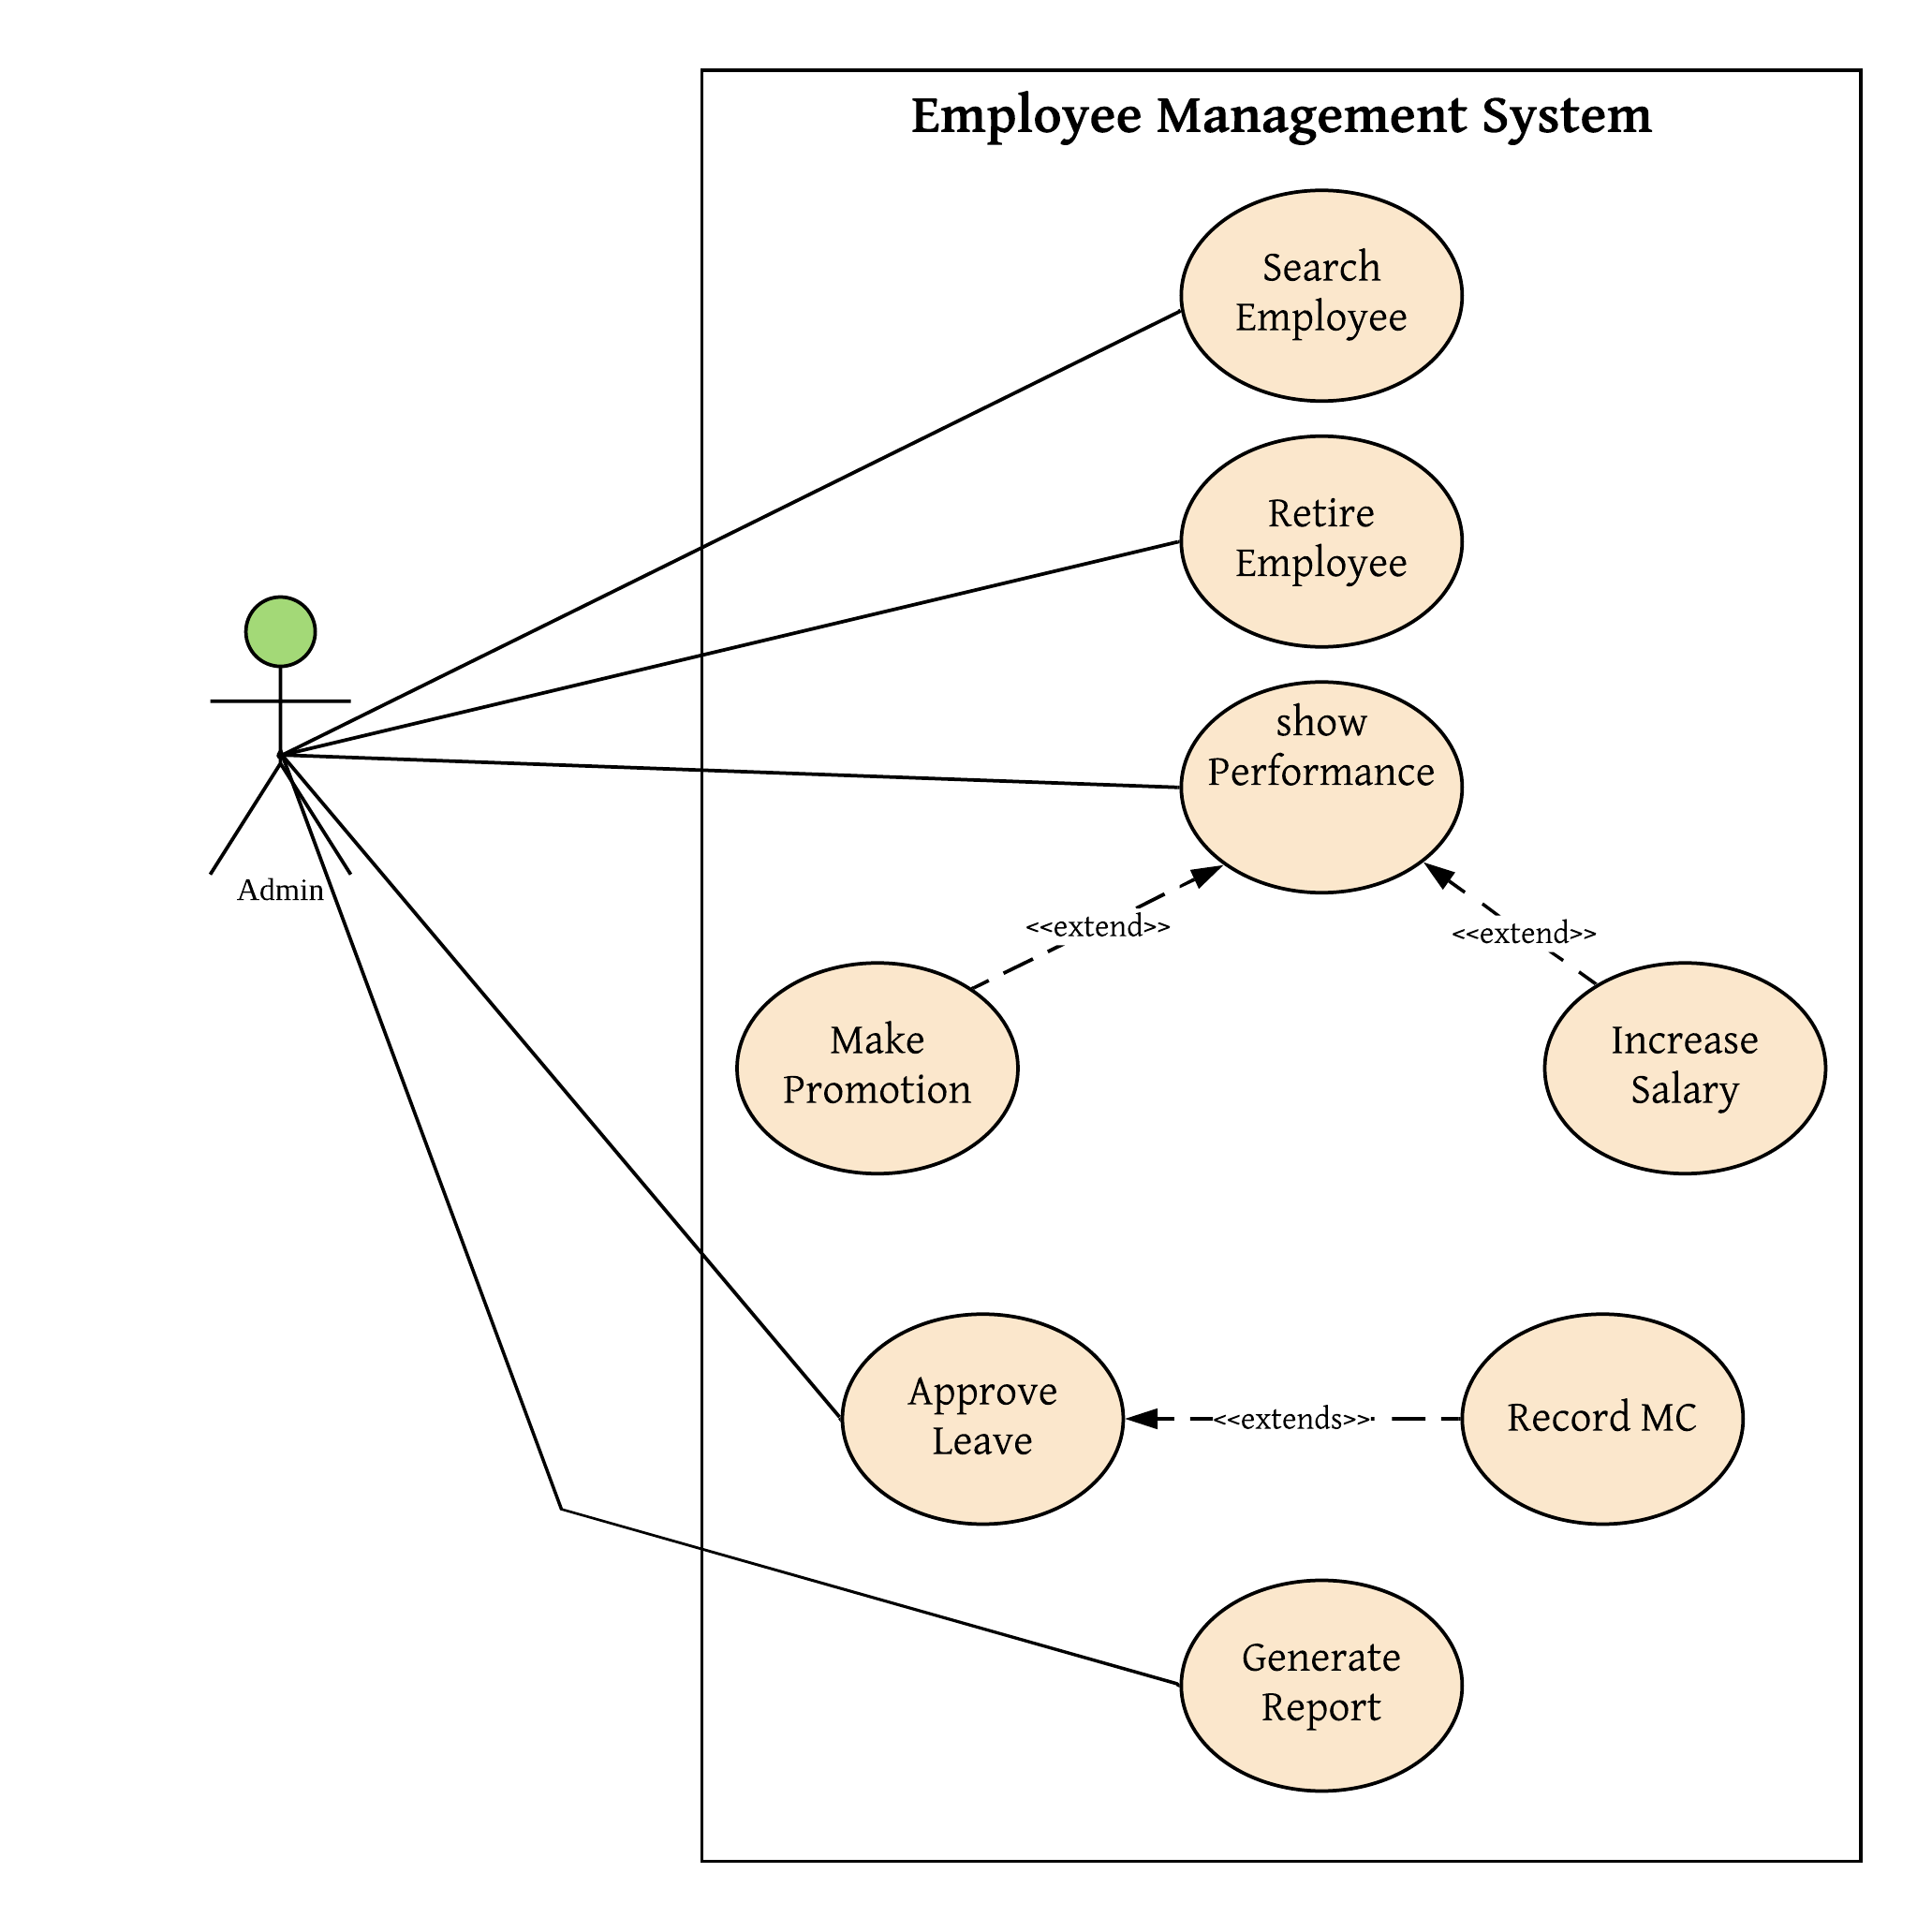 Employee Management System
Search
Employee
Retire
Employee
show
Performance
Admin
<<extend>>
<<extend>>
Make
Promotion
Increase
Salary
Approve
Leave
<<extends>>
Record MC
Generate
Report